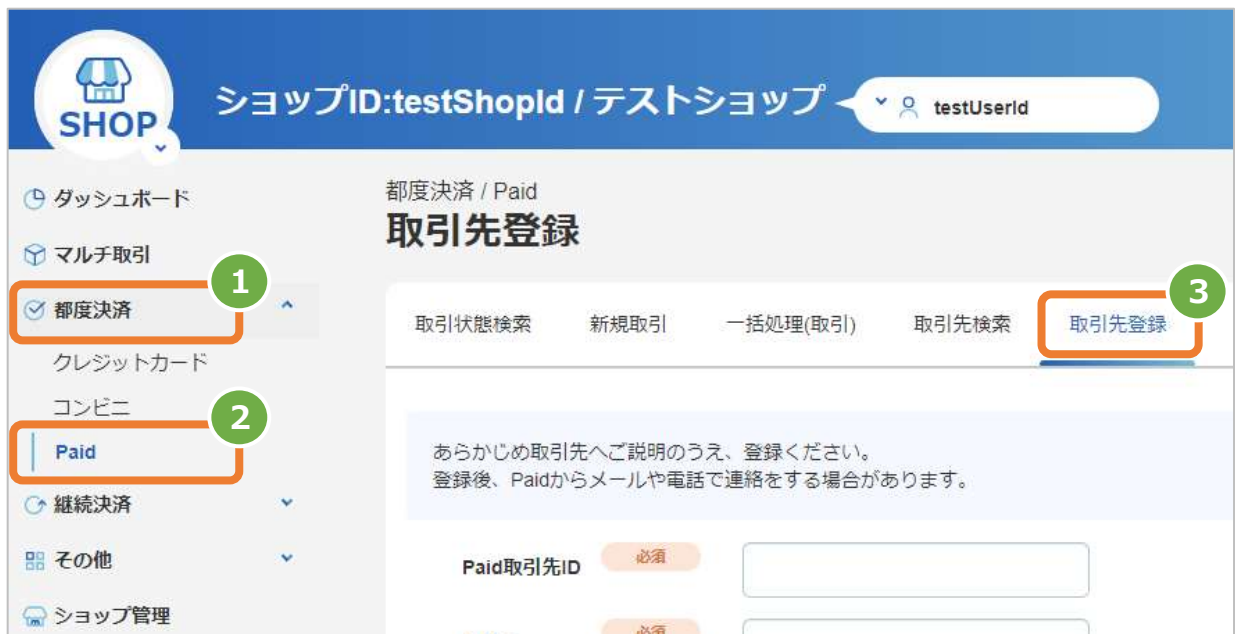 SHOP
ショップID:testShopId / テストショップ
testUserId
ダッシュボード
マルチ取引
1
都度決済
クレジットカード
コンビニ
2
Paid
継続決済
その他
ショップ管理
都度決済 / Paid
取引先登録
3
取引状態検索 新規取引 一括処理(取引) 取引先検索 取引先登録
あらかじめ取引先へご説明のうえ、登録ください。
登録後、Paidからメールや電話で連絡をする場合があります。
Paid取引先ID 必須
必須